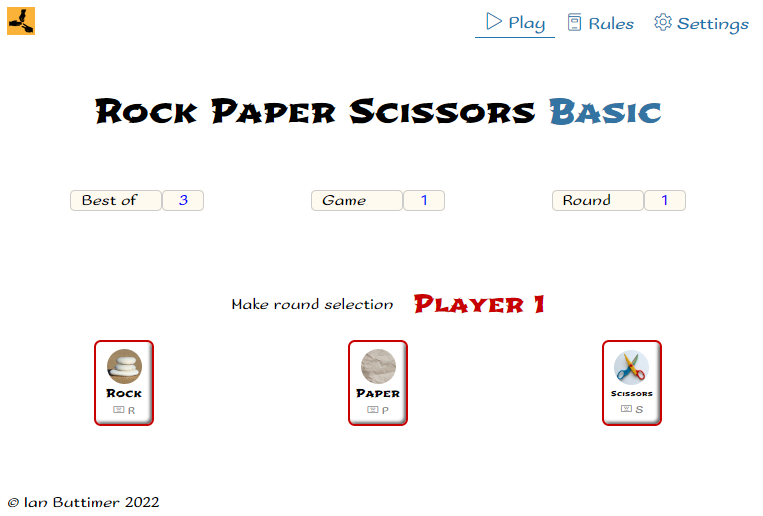 Play Rules Settings
Rock Paper Scissors Basic
Best of 3 Game 1 Round 1
Make round selection Player 1
Rock Paper Scissors
R P S
© Ian Buttimer 2022